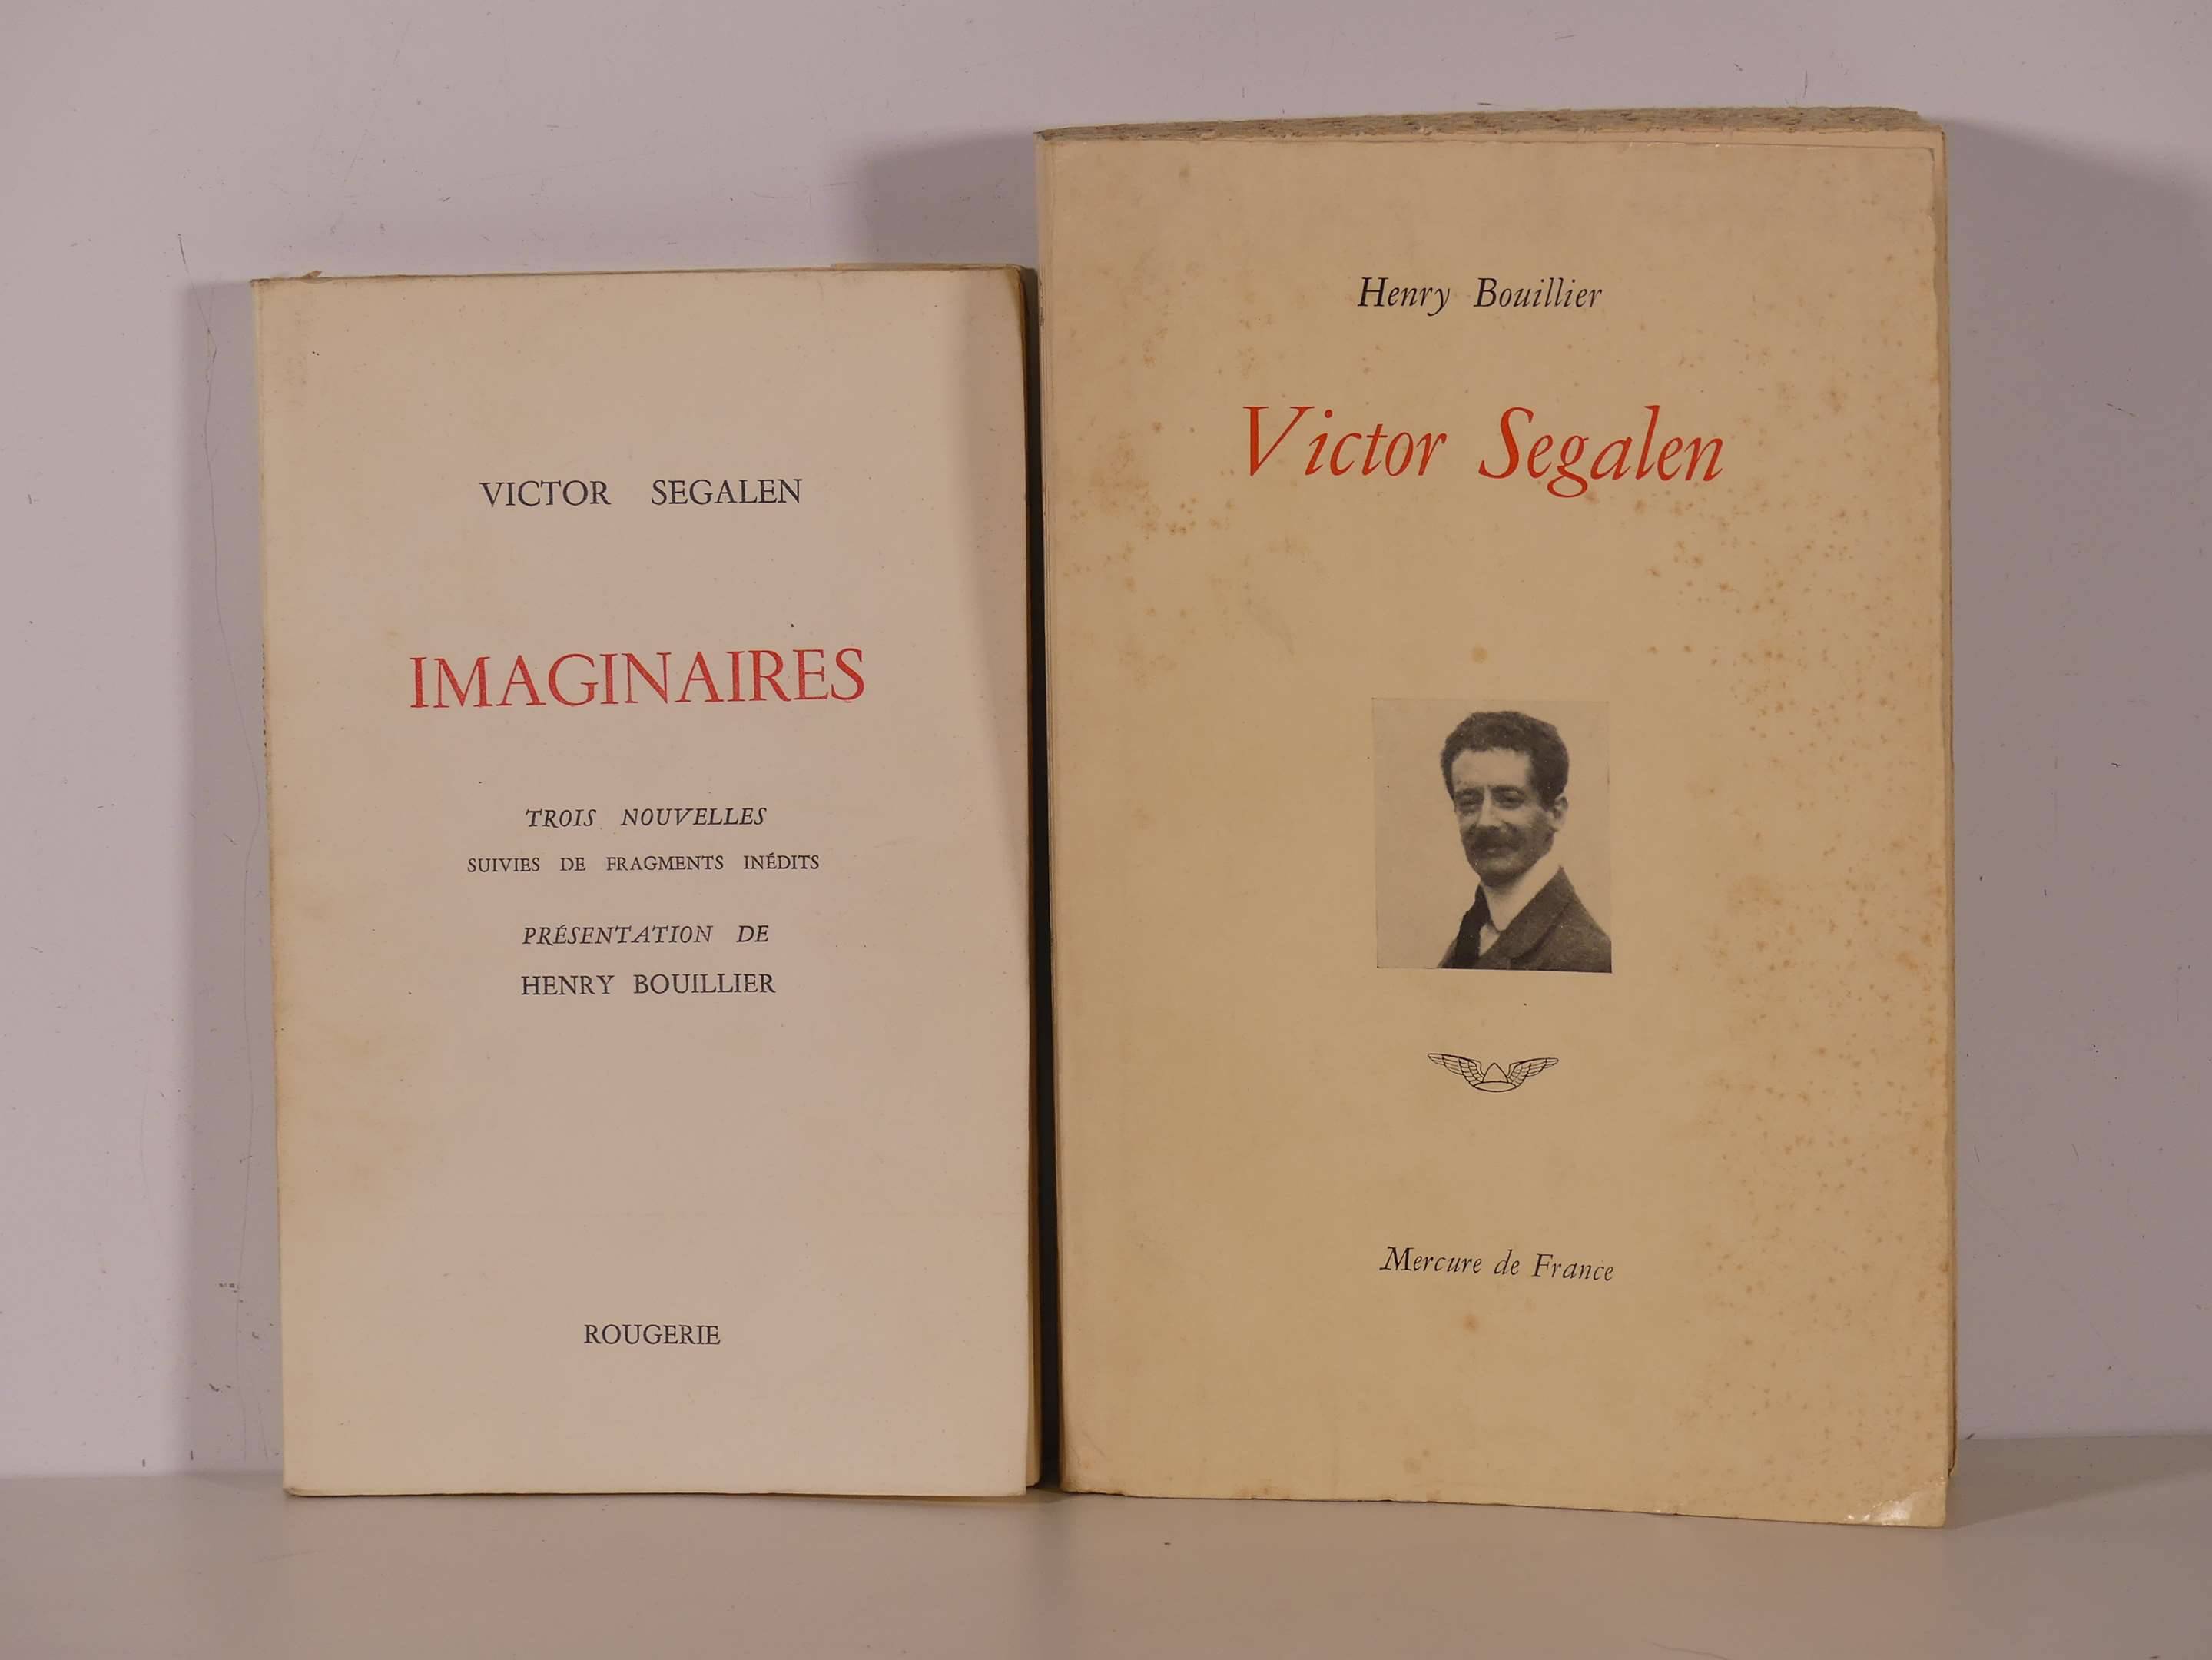 VICTOR SEGALEN
IMAGINAIRES
TROIS NOUVELLES
SUIVIES DE FRAGMENTS INÉDITS
PRÉSENTATION DE
HENRY BOUILLIER
ROUGERIE
Henry Bouillier
Victor Segalen
Mercure de France